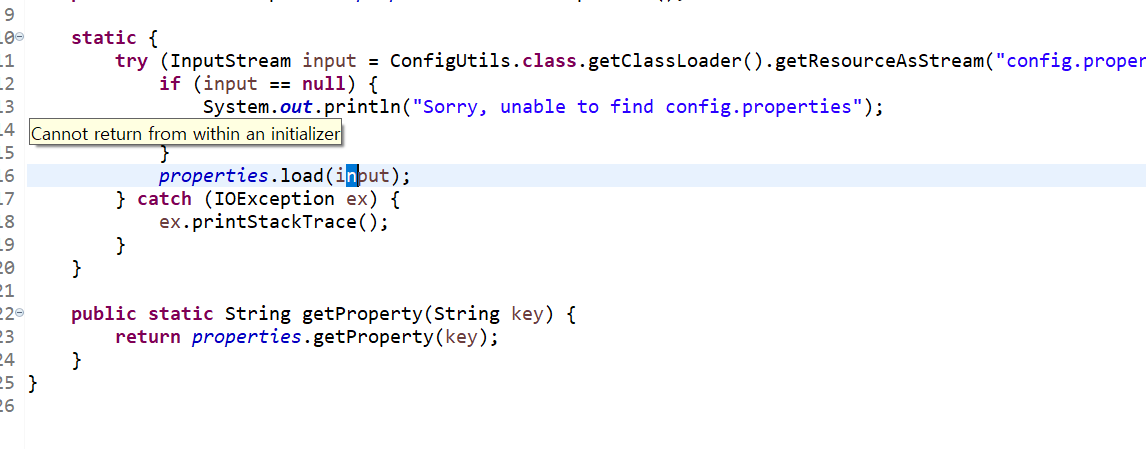 9
10 static {
11 try (InputStream input = ConfigUtils.class.getClassLoader().getResourceAsStream("config.proper
12 if (input == null) {
13 System.out.println("Sorry, unable to find config.properties");
14 Cannot return from within an initializer
15 }
16 properties.load(input);
17 } catch (IOException ex) {
18 ex.printStackTrace();
19 }
20 }
21
22 public static String getProperty(String key) {
23 return properties.getProperty(key);
24 }
25 }
26